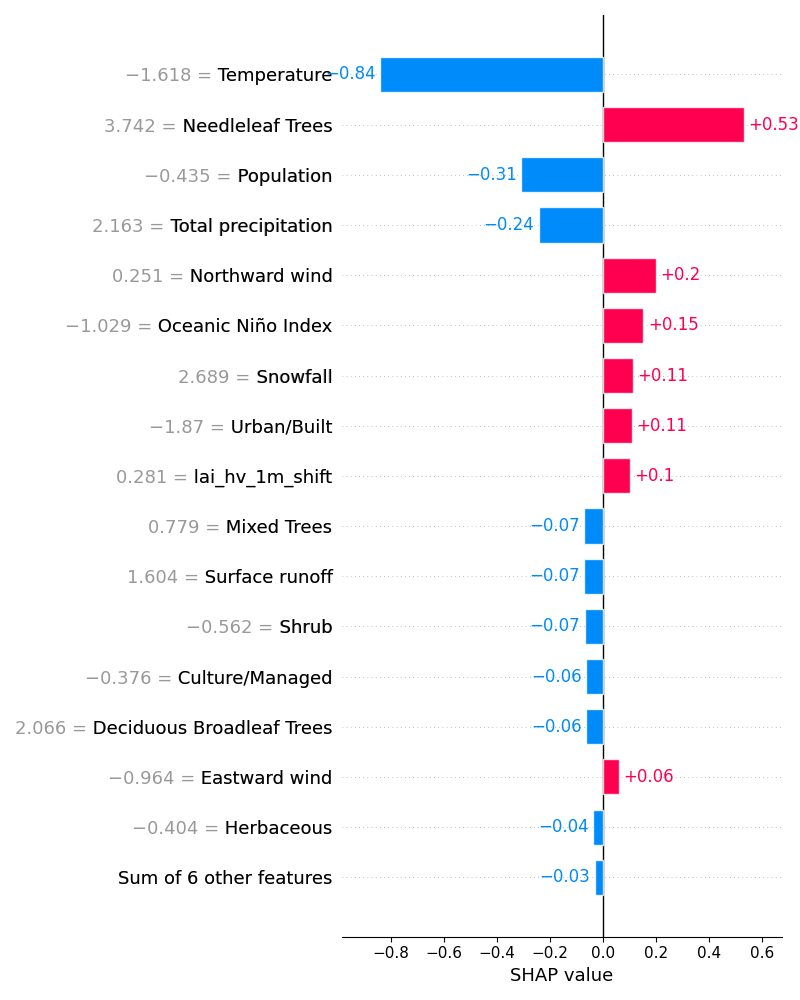 −1.618 = Temperature −0.84
3.742 = Needleleaf Trees +0.53
−0.435 = Population −0.31
2.163 = Total precipitation −0.24
0.251 = Northward wind +0.2
−1.029 = Oceanic Niño Index +0.15
2.689 = Snowfall +0.11
−1.87 = Urban/Built +0.11
0.281 = lai_hv_1m_shift +0.1
0.779 = Mixed Trees −0.07
1.604 = Surface runoff −0.07
−0.562 = Shrub −0.07
−0.376 = Culture/Managed −0.06
2.066 = Deciduous Broadleaf Trees −0.06
−0.964 = Eastward wind +0.06
−0.404 = Herbaceous −0.04
Sum of 6 other features −0.03
−0.8 −0.6 −0.4 −0.2 0.0 0.2 0.4 0.6
SHAP value